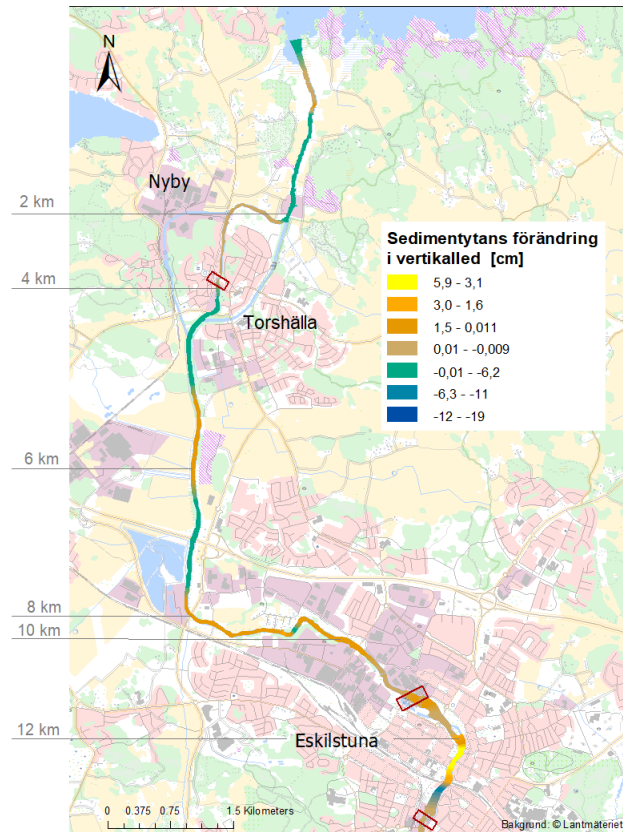 N
Nyby
2 km
Sedimentytans förändring
i vertikalled [cm]
5,9 - 3,1
3,0 - 1,6
1,5 - 0,011
0,01 - -0,009
-0,01 - -6,2
-6,3 - -11
-12 - -19
4 km
Torshälla
6 km
8 km
10 km
12 km
Eskilstuna
0 0.375 0.75 1.5 Kilometers
Bakgrund: © Lantmäteriet